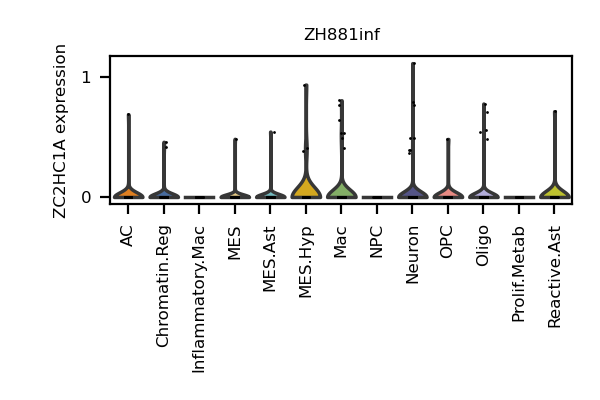 ZH881inf
ZC2HC1A expression
1
0
AC
Chromatin.Reg
Inflammatory.Mac
MES
MES.Ast
MES.Hyp
Mac
NPC
Neuron
OPC
Oligo
Prolif.Metab
Reactive.Ast